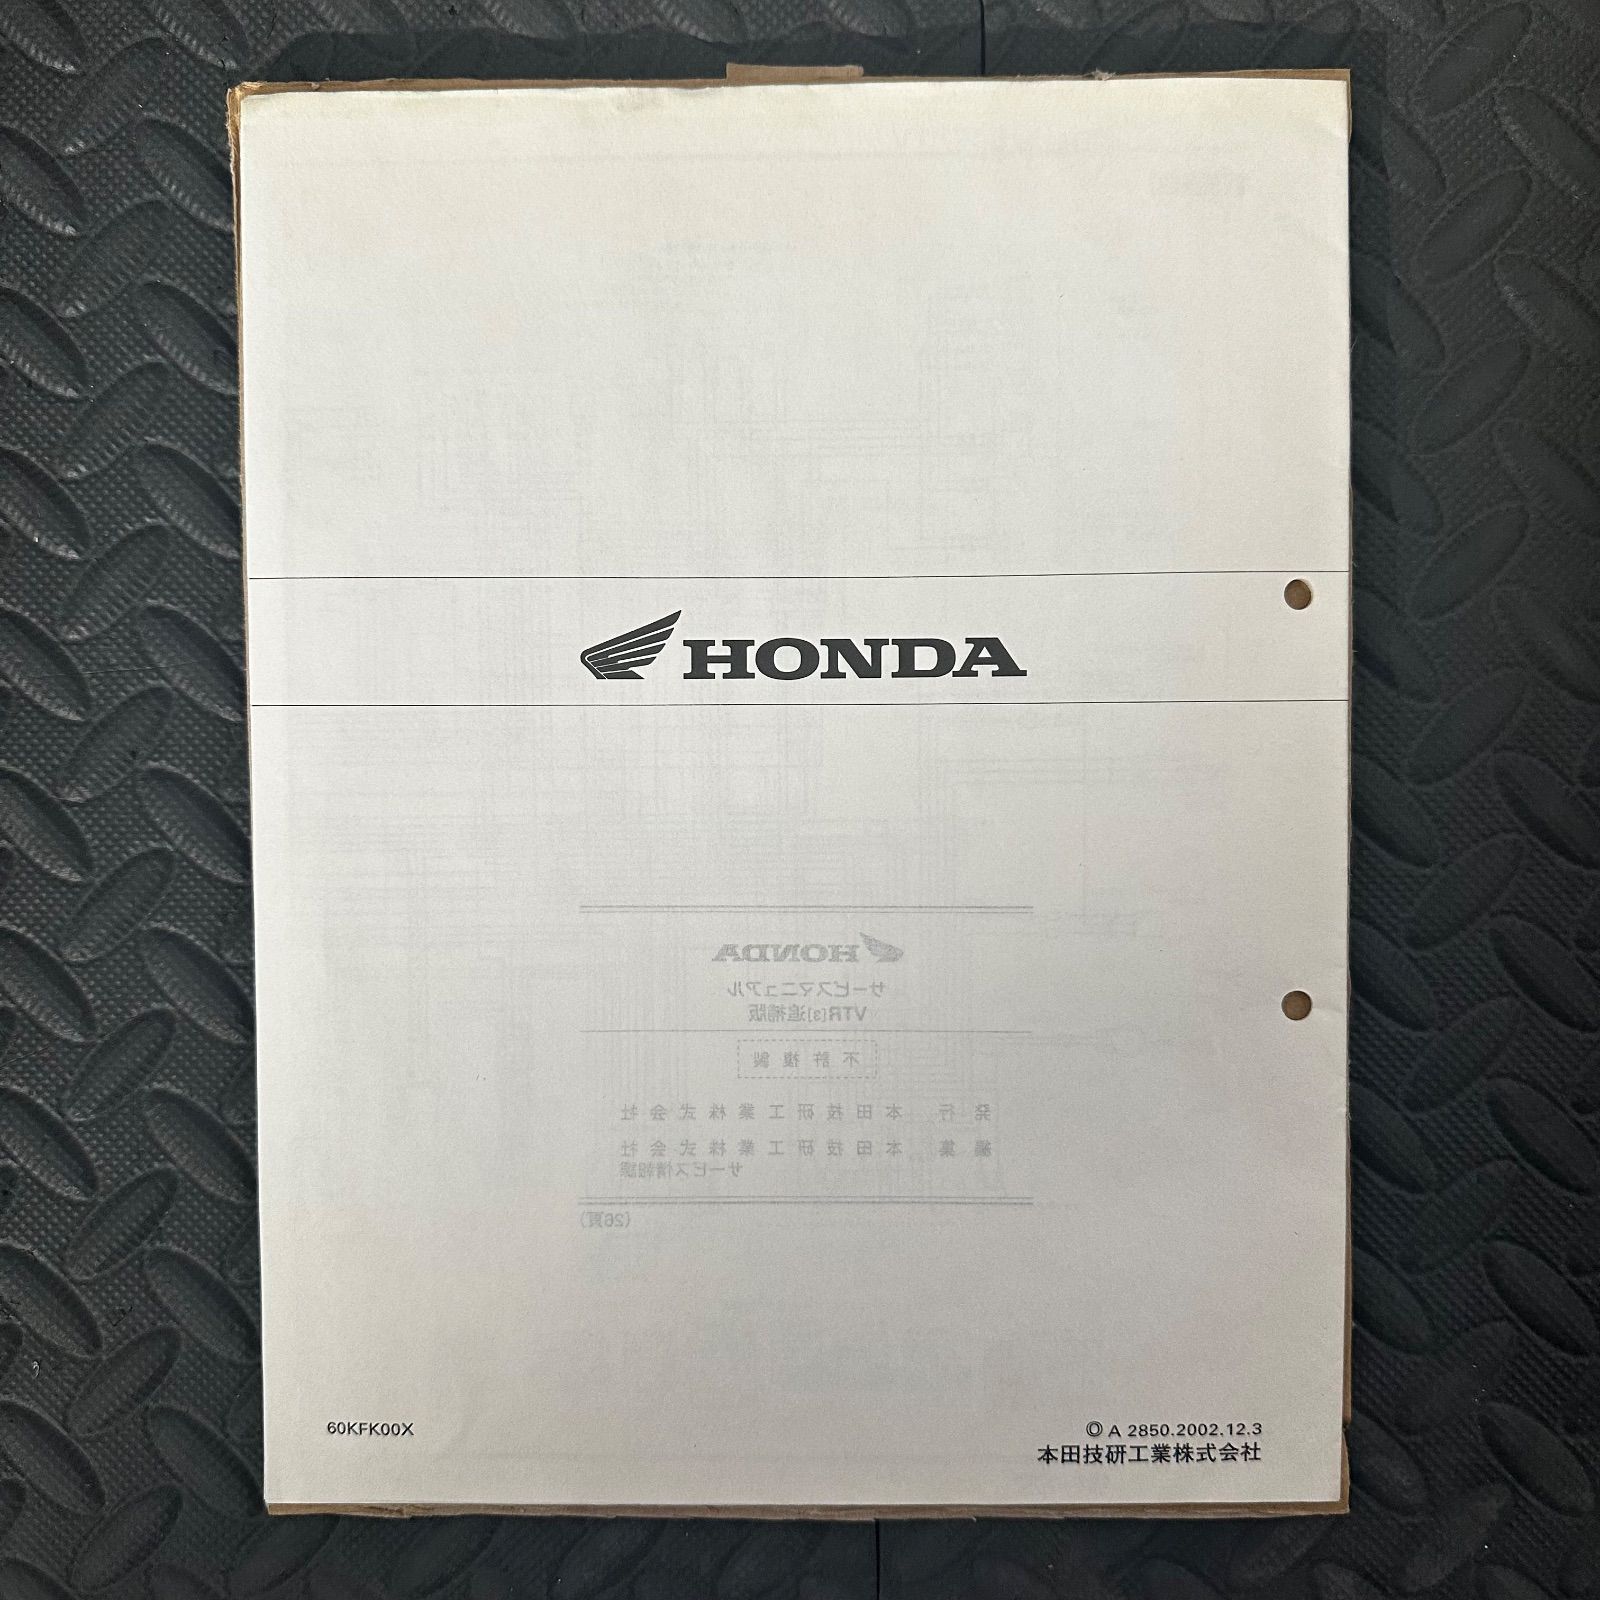 HONDA
HONDA
サービスマニュアル
VTR[3]追補版
不許複製
発行 本田技研工業株式会社
編集 本田技研工業株式会社
サービス情報課
(26頁)
60KFK00X
Ⓞ A 2850.2002.12.3
本田技研工業株式会社